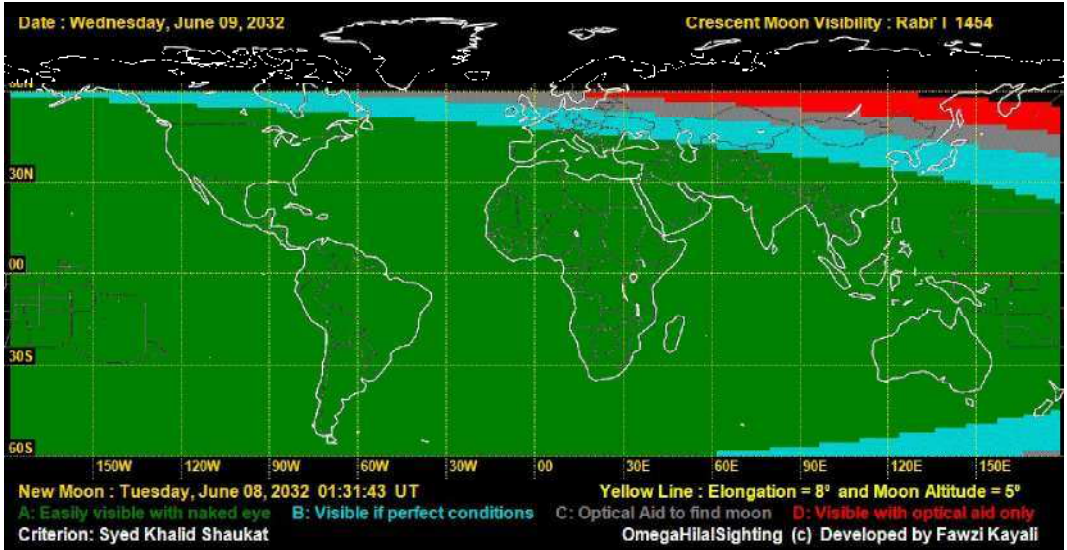 Date : Wednesday, June 09, 2032 Crescent Moon Visibility : Rabi' I 1454
60N
30N
00
30S
60S
150W 120W 90W 60W 30W 00 30E 60E 90E 120E 150E
New Moon : Tuesday, June 08, 2032 01:31:43 UT Yellow Line : Elongation = 8° and Moon Altitude = 5°
A: Easily visible with naked eye B: Visible if perfect conditions C: Optical Aid to find moon D: Visible with optical aid only
Criterion: Syed Khalid Shaukat OmegaHilalSighting (c) Developed by Fawzi Kayali